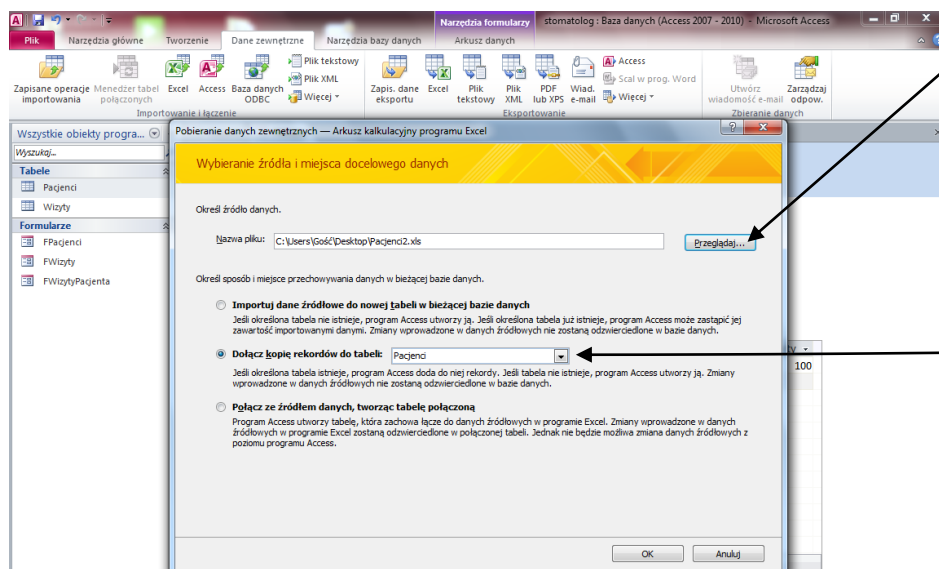 Narzędzia formularzy stomatolog : Baza danych (Access 2007 - 2010) - Microsoft Access
Plik Narzędzia główne Tworzenie Dane zewnętrzne Narzędzia bazy danych Arkusz danych
Zapisane operacje importowania
Menedżer tabel połączonych
Excel
Access
Baza danych ODBC
Plik tekstowy
Plik XML
Więcej
Importowanie i łączenie
Zapis. dane eksportu
Excel
Plik tekstowy
Plik XML
PDF lub XPS
Wiad. e-mail
Access
Scal w prog. Word
Więcej
Eksportowanie
Utwórz wiadomość e-mail
Zarządzaj odpow.
Zbieranie danych
Wszystkie obiekty progra...
Wyszukaj...
Tabele
Pacjenci
Wizyty
Formularze
FPacjenci
FWizyty
FWizytyPacjenta
Pobieranie danych zewnętrznych — Arkusz kalkulacyjny programu Excel
Wybieranie źródła i miejsca docelowego danych
Określ źródło danych.
Nazwa pliku: C:\Users\Gość\Desktop\Pacjenci2.xls Przeglądaj...
Określ sposób i miejsce przechowywania danych w bieżącej bazie danych.
Importuj dane źródłowe do nowej tabeli w bieżącej bazie danych
Jeśli określona tabela nie istnieje, program Access utworzy ją. Jeśli określona tabela już istnieje, program Access może zastąpić jej
zawartość importowanymi danymi. Zmiany wprowadzone w danych źródłowych nie zostaną odzwierciedlone w bazie danych.
Dołącz kopię rekordów do tabeli: Pacjenci
Jeśli określona tabela istnieje, program Access doda do niej rekordy. Jeśli tabela nie istnieje, program Access utworzy ją. Zmiany
wprowadzone w danych źródłowych nie zostaną odzwierciedlone w bazie danych.
100
Połącz ze źródłem danych, tworząc tabelę połączoną
Program Access utworzy tabelę, która zachowa łącze do danych źródłowych w programie Excel. Zmiany wprowadzone w danych
źródłowych w programie Excel zostaną odzwierciedlone w połączonej tabeli. Jednak nie będzie możliwa zmiana danych źródłowych z
poziomu programu Access.
OK Anuluj